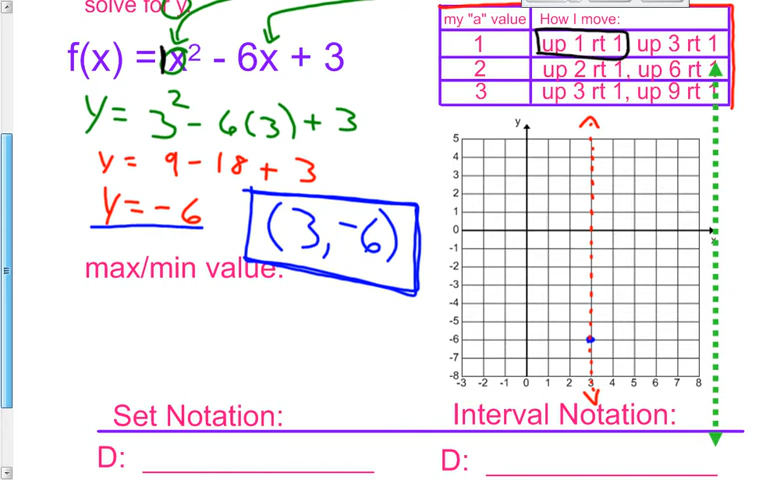 solve for y.
my "a" value How I move:
1 up 1 rt 1, up 3 rt 1
2 up 2 rt 1, up 6 rt 1
3 up 3 rt 1, up 9 rt 1
f(x) = 1x² - 6x + 3
y = 3² - 6(3) + 3
y = 9 - 18 + 3
y = -6
(3, -6)
max/min value:
y
5
4
3
2
1
0
x
-1
-2
-3
-4
-5
-6
-7
-8
-3 -2 -1 0 1 2 3 4 5 6 7 8
Set Notation: Interval Notation:
D: ________________ D: ________________